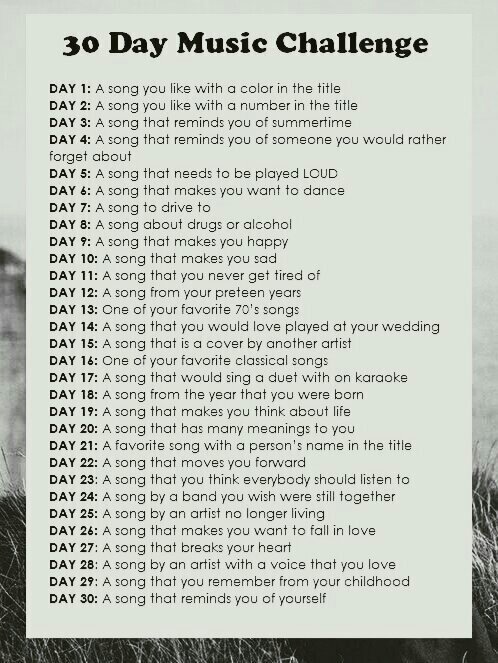 30 Day Music Challenge
DAY 1: A song you like with a color in the title
DAY 2: A song you like with a number in the title
DAY 3: A song that reminds you of summertime
DAY 4: A song that reminds you of someone you would rather
forget about
DAY 5: A song that needs to be played LOUD
DAY 6: A song that makes you want to dance
DAY 7: A song to drive to
DAY 8: A song about drugs or alcohol
DAY 9: A song that makes you happy
DAY 10: A song that makes you sad
DAY 11: A song that you never get tired of
DAY 12: A song from your preteen years
DAY 13: One of your favorite 70's songs
DAY 14: A song that you would love played at your wedding
DAY 15: A song that is a cover by another artist
DAY 16: One of your favorite classical songs
DAY 17: A song that would sing a duet with on karaoke
DAY 18: A song from the year that you were born
DAY 19: A song that makes you think about life
DAY 20: A song that has many meanings to you
DAY 21: A favorite song with a person's name in the title
DAY 22: A song that moves you forward
DAY 23: A song that you think everybody should listen to
DAY 24: A song by a band you wish were still together
DAY 25: A song by an artist no longer living
DAY 26: A song that makes you want to fall in love
DAY 27: A song that breaks your heart
DAY 28: A song by an artist with a voice that you love
DAY 29: A song that you remember from your childhood
DAY 30: A song that reminds you of yourself